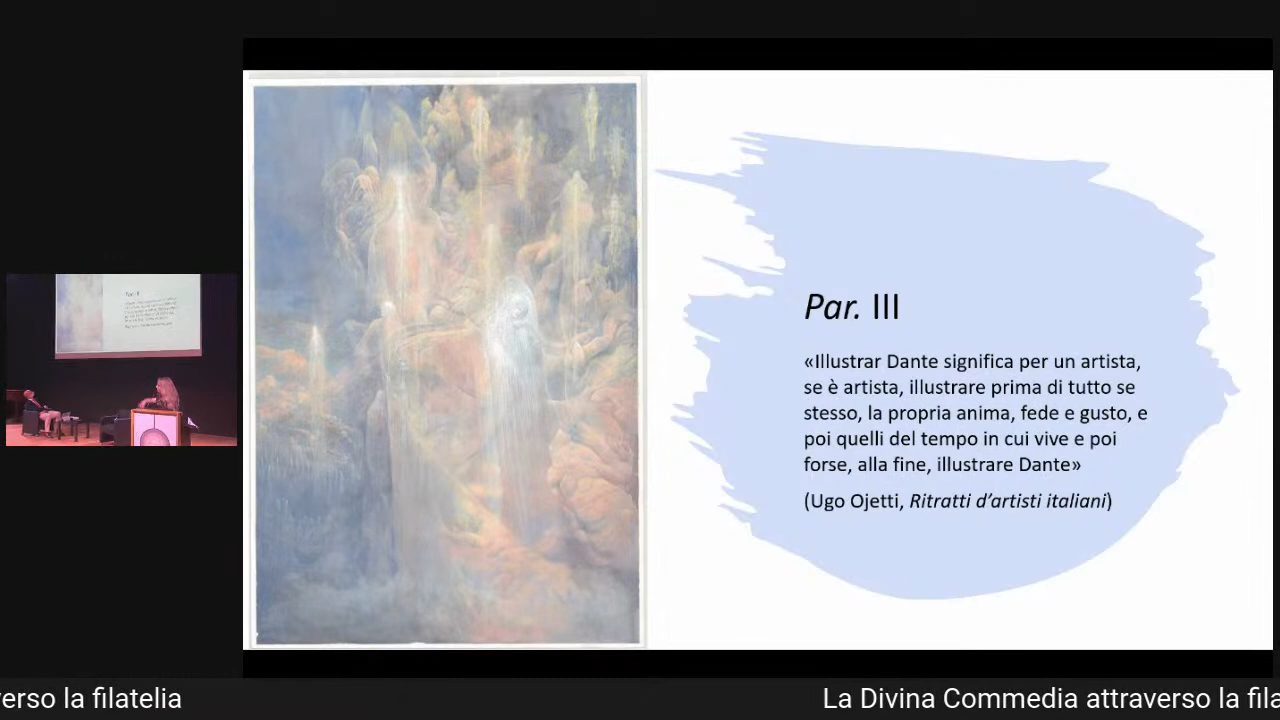 Par. III
«Illustrar Dante significa per un artista,
se è artista, illustrare prima di tutto se
stesso, la propria anima, fede e gusto, e
poi quelli del tempo in cui vive e poi
forse, alla fine, illustrare Dante»
(Ugo Ojetti, Ritratti d’artisti italiani)
erso la filatelia
La Divina Commedia attraverso la fila